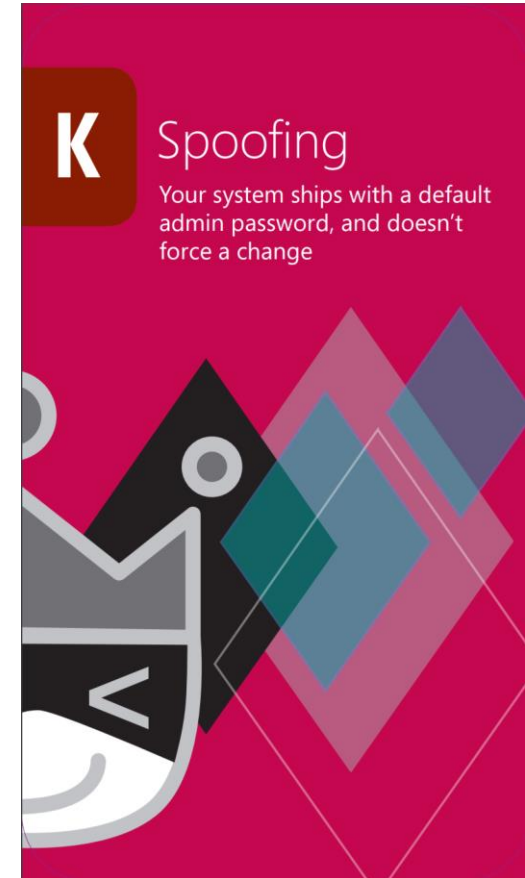 K
Spoofing
Your system ships with a default
admin password, and doesn’t
force a change